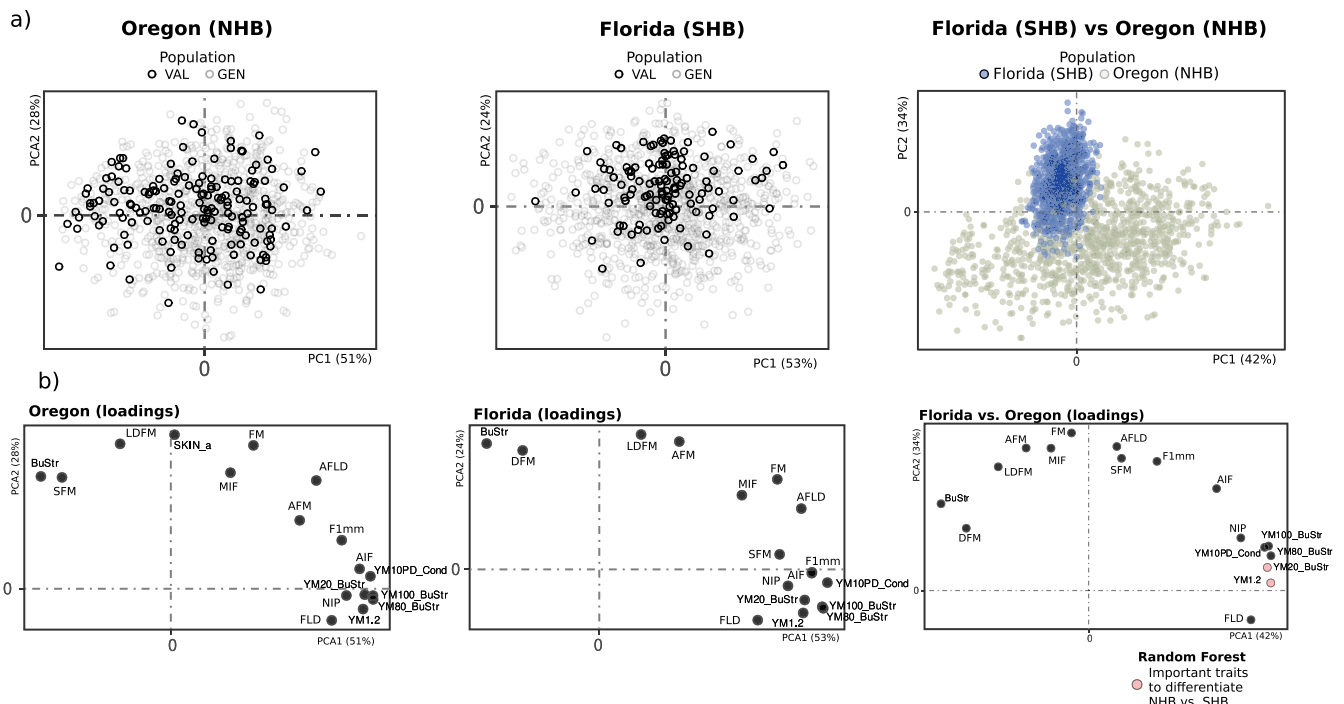 a)
Oregon (NHB)
Population
VAL GEN
PCA2 (28%)
0
0
PC1 (51%)
Florida (SHB)
Population
VAL GEN
PCA2 (24%)
0
0
PC1 (53%)
Florida (SHB) vs Oregon (NHB)
Population
Florida (SHB) Oregon (NHB)
PC2 (34%)
0
0
PC1 (42%)
b)
Oregon (loadings)
PCA2 (28%)
LDFM
SKIN_a
FM
BuStr
SFM
MIF
AFLD
AFM
F1mm
AIF
YM10PD_Cond
YM20_BuStr
0
NIP
YM100_BuStr
YM80_BuStr
FLD
YM1.2
0
PCA1 (51%)
Florida (loadings)
PCA2 (24%)
BuStr
DFM
LDFM
AFM
FM
MIF
AFLD
SFM
F1mm
0
NIP
AIF
YM10PD_Cond
YM20_BuStr
YM100_BuStr
YM80_BuStr
FLD
YM1.2
0
PCA1 (53%)
Florida vs. Oregon (loadings)
PCA2 (34%)
FM
AFM
MIF
AFLD
LDFM
SFM
F1mm
AIF
BuStr
DFM
NIP
YM100_BuStr
YM10PD_Cond
YM80_BuStr
YM20_BuStr
YM1.2
0
FLD
0
PCA1 (42%)
Random Forest
Important traits
to differentiate
NHB vs. SHB